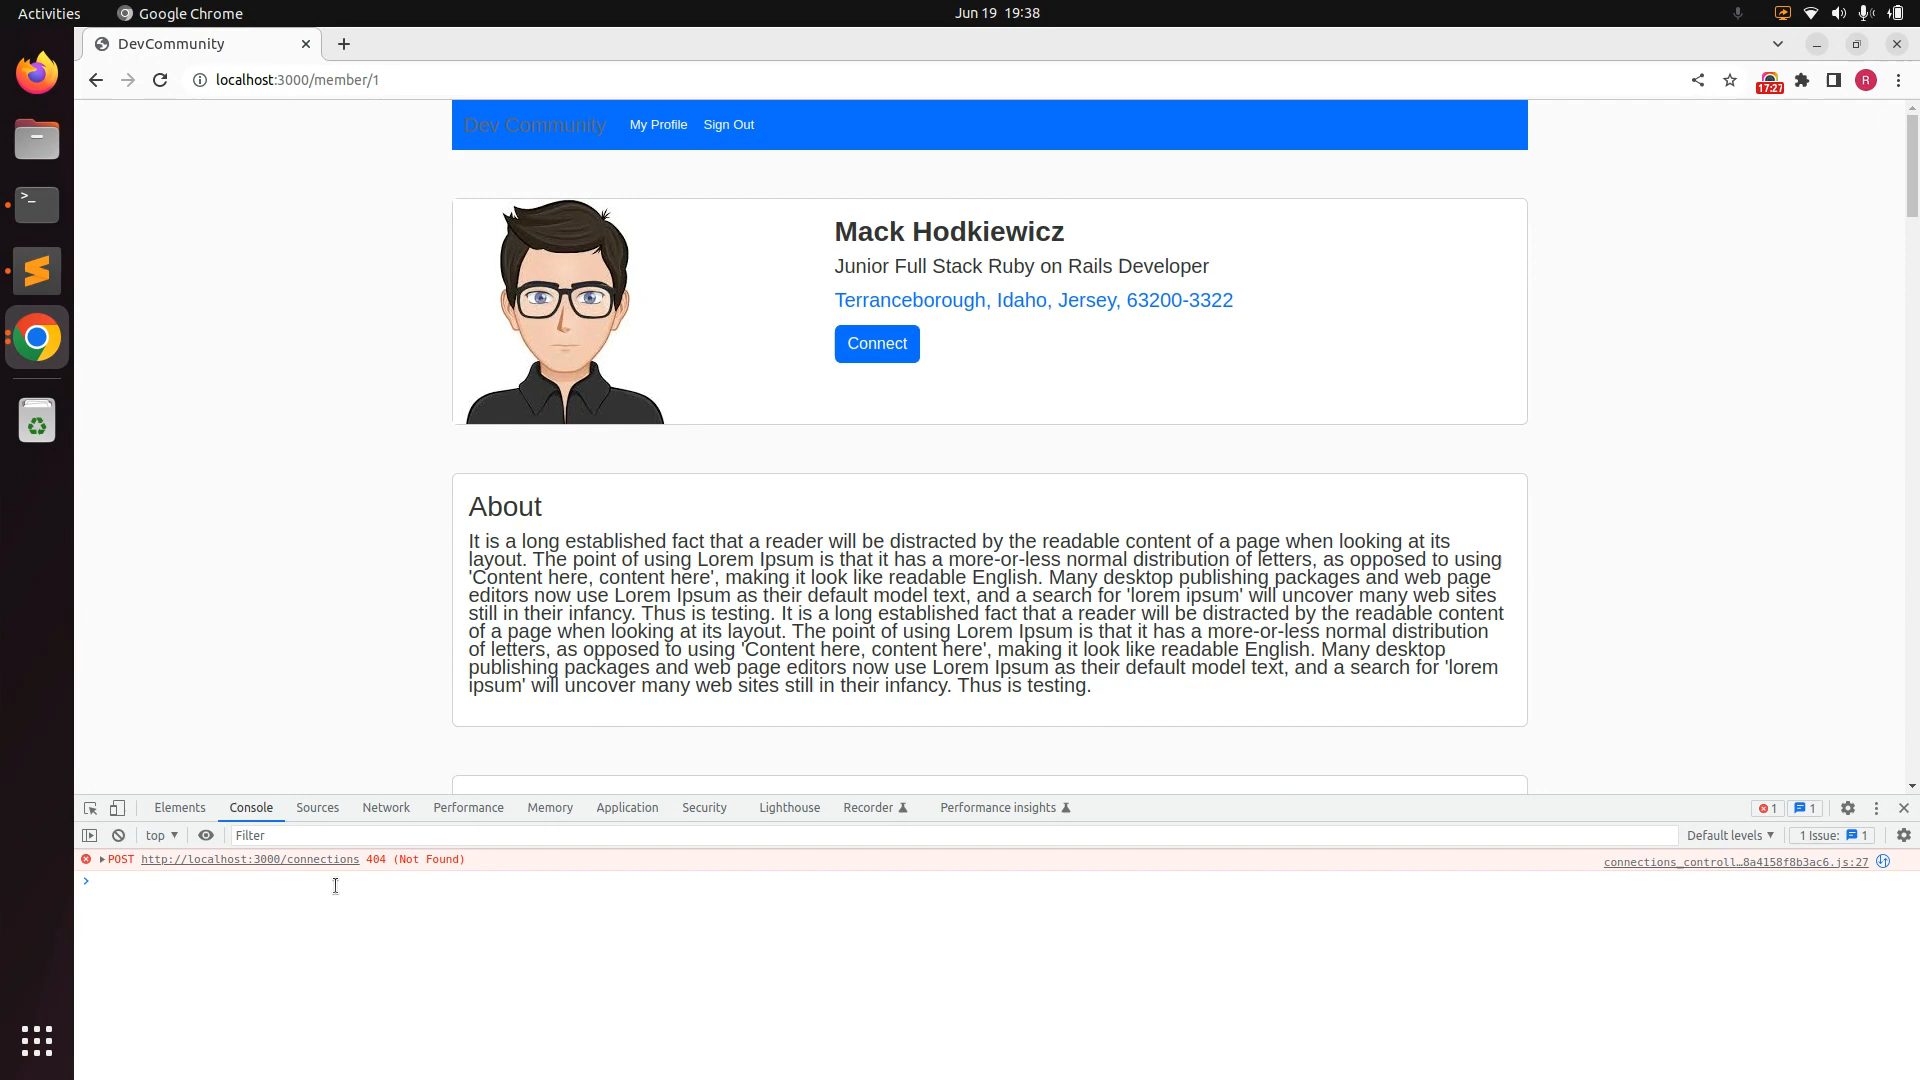 Activities
Google Chrome
Jun 19 19:38
DevCommunity
localhost:3000/member/1
17:27
R
Dev Community
My Profile
Sign Out
Mack Hodkiewicz
Junior Full Stack Ruby on Rails Developer
Terranceborough, Idaho, Jersey, 63200-3322
Connect
About
It is a long established fact that a reader will be distracted by the readable content of a page when looking at its
layout. The point of using Lorem Ipsum is that it has a more-or-less normal distribution of letters, as opposed to using
'Content here, content here', making it look like readable English. Many desktop publishing packages and web page
editors now use Lorem Ipsum as their default model text, and a search for 'lorem ipsum' will uncover many web sites
still in their infancy. Thus is testing. It is a long established fact that a reader will be distracted by the readable content
of a page when looking at its layout. The point of using Lorem Ipsum is that it has a more-or-less normal distribution
of letters, as opposed to using 'Content here, content here', making it look like readable English. Many desktop
publishing packages and web page editors now use Lorem Ipsum as their default model text, and a search for 'lorem
ipsum' will uncover many web sites still in their infancy. Thus is testing.
Elements
Console
Sources
Network
Performance
Memory
Application
Security
Lighthouse
Recorder
Performance insights
1
1
top
Filter
Default levels
1 Issue: 1
POST http://localhost:3000/connections 404 (Not Found)
connections_controll…8a4158f8b3ac6.js:27